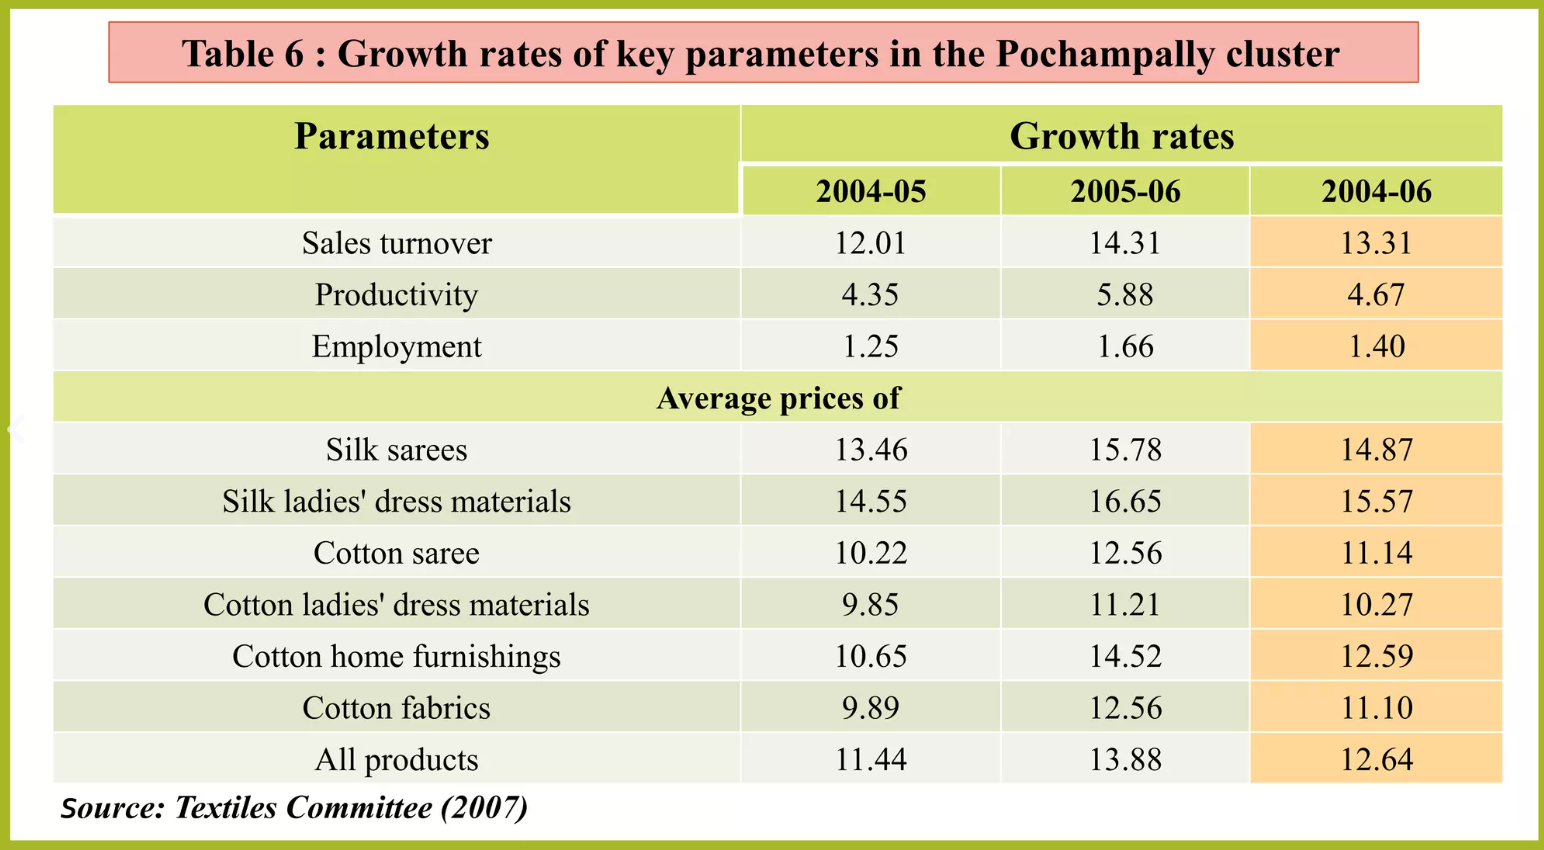 Table 6 : Growth rates of key parameters in the Pochampally cluster
Parameters Growth rates
2004-05 2005-06 2004-06
Sales turnover 12.01 14.31 13.31
Productivity 4.35 5.88 4.67
Employment 1.25 1.66 1.40
Average prices of
Silk sarees 13.46 15.78 14.87
Silk ladies' dress materials 14.55 16.65 15.57
Cotton saree 10.22 12.56 11.14
Cotton ladies' dress materials 9.85 11.21 10.27
Cotton home furnishings 10.65 14.52 12.59
Cotton fabrics 9.89 12.56 11.10
All products 11.44 13.88 12.64
Source: Textiles Committee (2007)